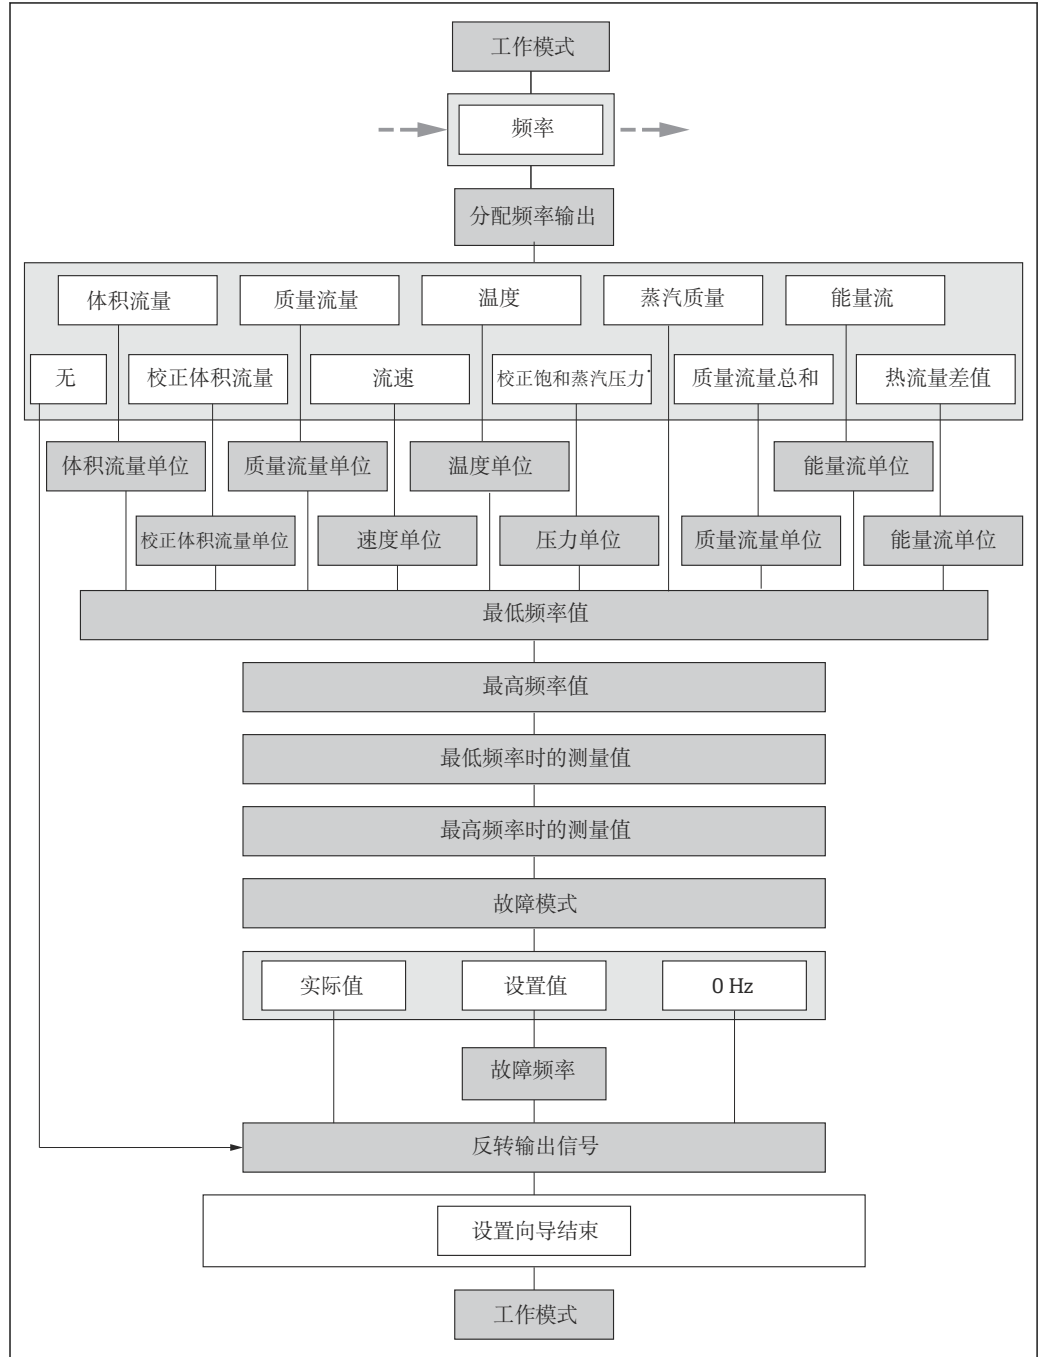 工作模式
频率
分配频率输出
体积流量
质量流量
温度
蒸汽质量
能量流
无
校正体积流量
流速
校正饱和蒸汽压力*
质量流量总和
热流量差值
体积流量单位
质量流量单位
温度单位
能量流单位
校正体积流量单位
速度单位
压力单位
质量流量单位
能量流单位
最低频率值
最高频率值
最低频率时的测量值
最高频率时的测量值
故障模式
实际值
设置值
0 Hz
故障频率
反转输出信号
设置向导结束
工作模式